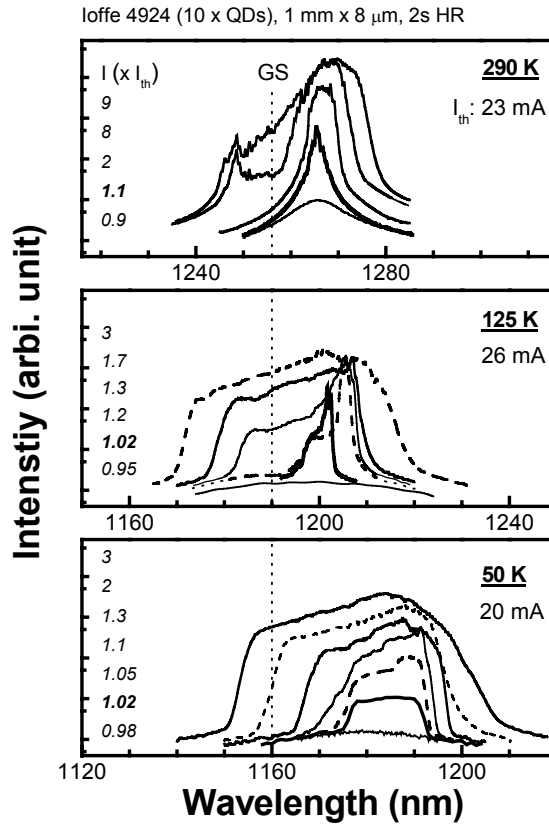 Ioffe 4924 (10 x QDs), 1 mm x 8 μm, 2s HR
I (x I_th)
GS
290 K
I_th: 23 mA
9
8
2
1.1
0.9
1240
1280
125 K
26 mA
3
1.7
1.3
1.2
1.02
0.95
1160
1200
1240
50 K
20 mA
3
2
1.3
1.1
1.05
1.02
0.98
1120
1160
1200
Wavelength (nm)
Intenstiy (arb. unit)